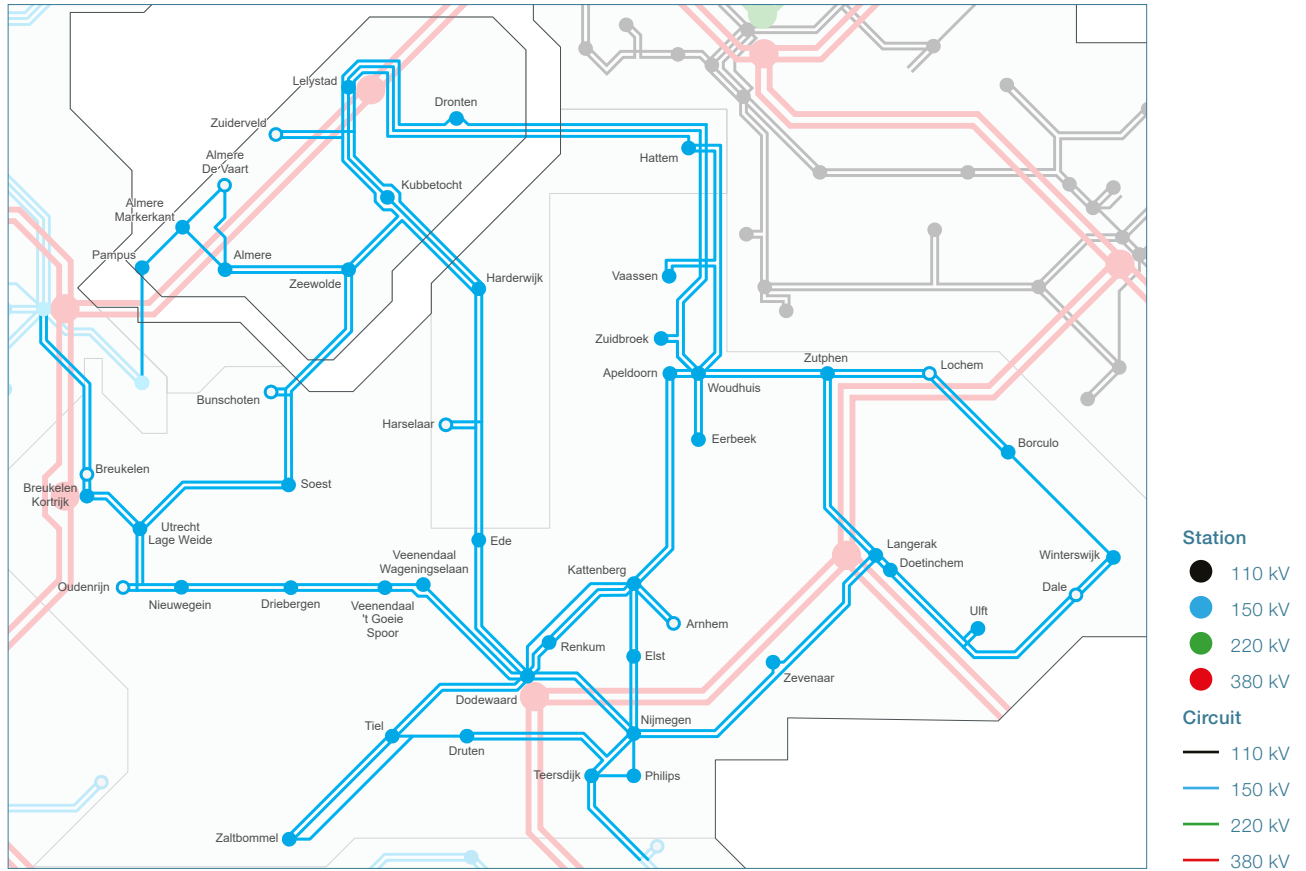 Lelystad
Dronten
Zuiderveld
Hattem
Almere
De Vaart
Kubbetocht
Almere
Markerkant
Pampus
Almere
Zeewolde
Harderwijk
Vaassen
Zuidbroek
Apeldoorn
Woudhuis
Zutphen
Lochem
Bunschoten
Harselaar
Eerbeek
Borculo
Breukelen
Breukelen
Kortrijk
Soest
Utrecht
Lage Weide
Ede
Langerak
Doetinchem
Winterswijk
Veenendaal
Wageningselaan
Kattenberg
Oudenrijn
Nieuwegein
Driebergen
Veenendaal
't Goeie
Spoor
Dale
Ulft
Arnhem
Renkum
Elst
Zevenaar
Dodewaard
Tiel
Druten
Nijmegen
Teersdijk
Philips
Zaltbommel
Station
110 kV
150 kV
220 kV
380 kV
Circuit
110 kV
150 kV
220 kV
380 kV